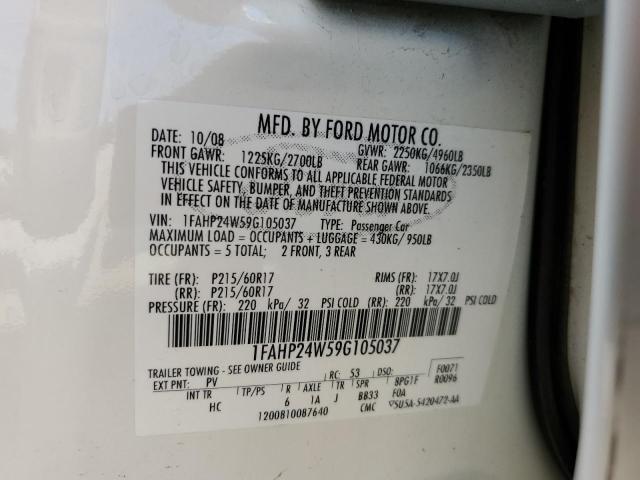 MFD. BY FORD MOTOR CO.
DATE: 10/08 GVWR: 2250KG/4960LB
FRONT GAWR: 1225KG/2700LB REAR GAWR: 1066KG/2350LB
THIS VEHICLE CONFORMS TO ALL APPLICABLE FEDERAL MOTOR
VEHICLE SAFETY, BUMPER, AND THEFT PREVENTION STANDARDS
IN EFFECT ON THE DATE OF MANUFACTURE SHOWN ABOVE.
VIN: 1FAHP24W59G105037 TYPE: Passenger Car
MAXIMUM LOAD = OCCUPANTS + LUGGAGE = 430KG/ 950LB
OCCUPANTS = 5 TOTAL; 2 FRONT, 3 REAR
TIRE (FR): P215/60R17 RIMS (FR): 17X7.0J
(RR): P215/60R17 (RR): 17X7.0J
PRESSURE (FR): 220 kPa/ 32 PSI COLD (RR): 220 kPa/ 32 PSI COLD
1FAHP24W59G105037
TRAILER TOWING - SEE OWNER GUIDE
EXT PNT: PV RC: 53 DSO: F0071
INT TR TP/PS R AXLE TR SPR BPG1F R0096
HC 6 1A J BB33 F0A
1200810087640 CMC 5U5A-5420472-AA